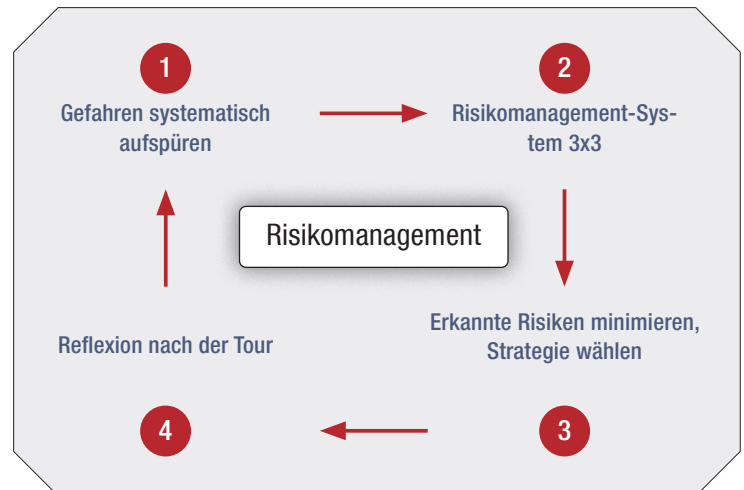 1
Gefahren systematisch
aufspüren
2
Risikomanagement-Sys-
tem 3x3
Risikomanagement
Erkannte Risiken minimieren,
Strategie wählen
3
Reflexion nach der Tour
4